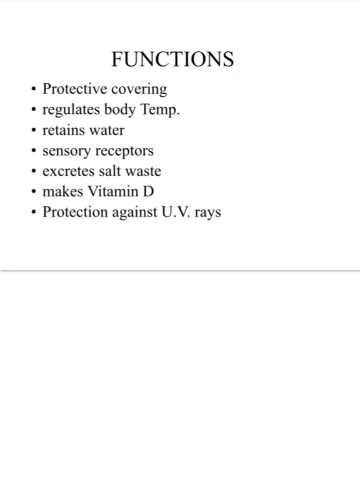 FUNCTIONS
• Protective covering
• regulates body Temp.
• retains water
• sensory receptors
• excretes salt waste
• makes Vitamin D
• Protection against U.V. rays